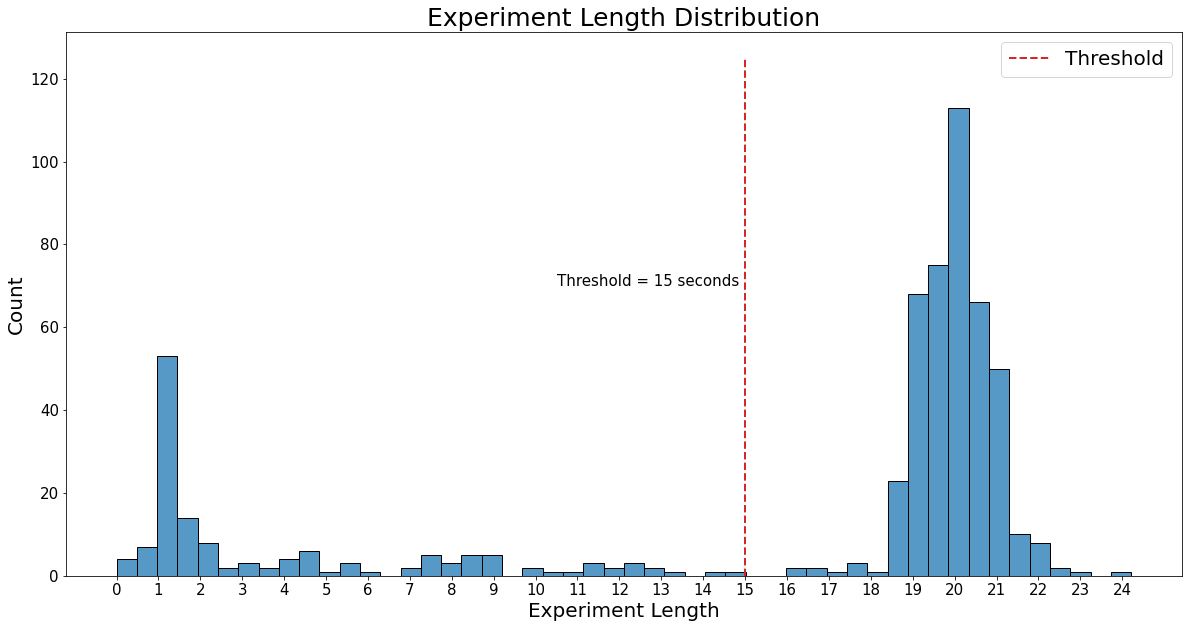 Experiment Length Distribution
Threshold
120
100
80
60
40
20
0
Count
Threshold = 15 seconds
0 1 2 3 4 5 6 7 8 9 10 11 12 13 14 15 16 17 18 19 20 21 22 23 24
Experiment Length